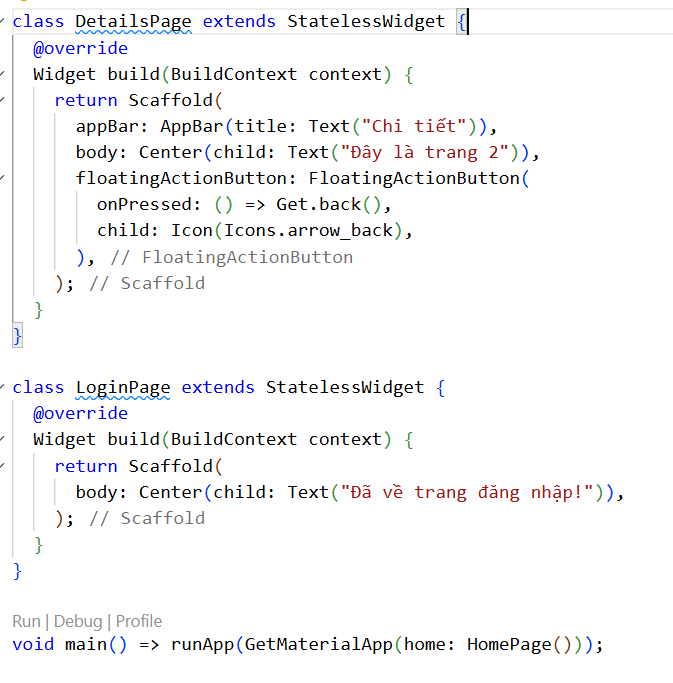 class DetailsPage extends StatelessWidget {
  @override
  Widget build(BuildContext context) {
    return Scaffold(
      appBar: AppBar(title: Text("Chi tiết")),
      body: Center(child: Text("Đây là trang 2")),
      floatingActionButton: FloatingActionButton(
        onPressed: () => Get.back(),
        child: Icon(Icons.arrow_back),
      ), // FloatingActionButton
    ); // Scaffold
  }
}

class LoginPage extends StatelessWidget {
  @override
  Widget build(BuildContext context) {
    return Scaffold(
      body: Center(child: Text("Đã về trang đăng nhập!")),
    ); // Scaffold
  }
}

Run | Debug | Profile
void main() => runApp(GetMaterialApp(home: HomePage()));